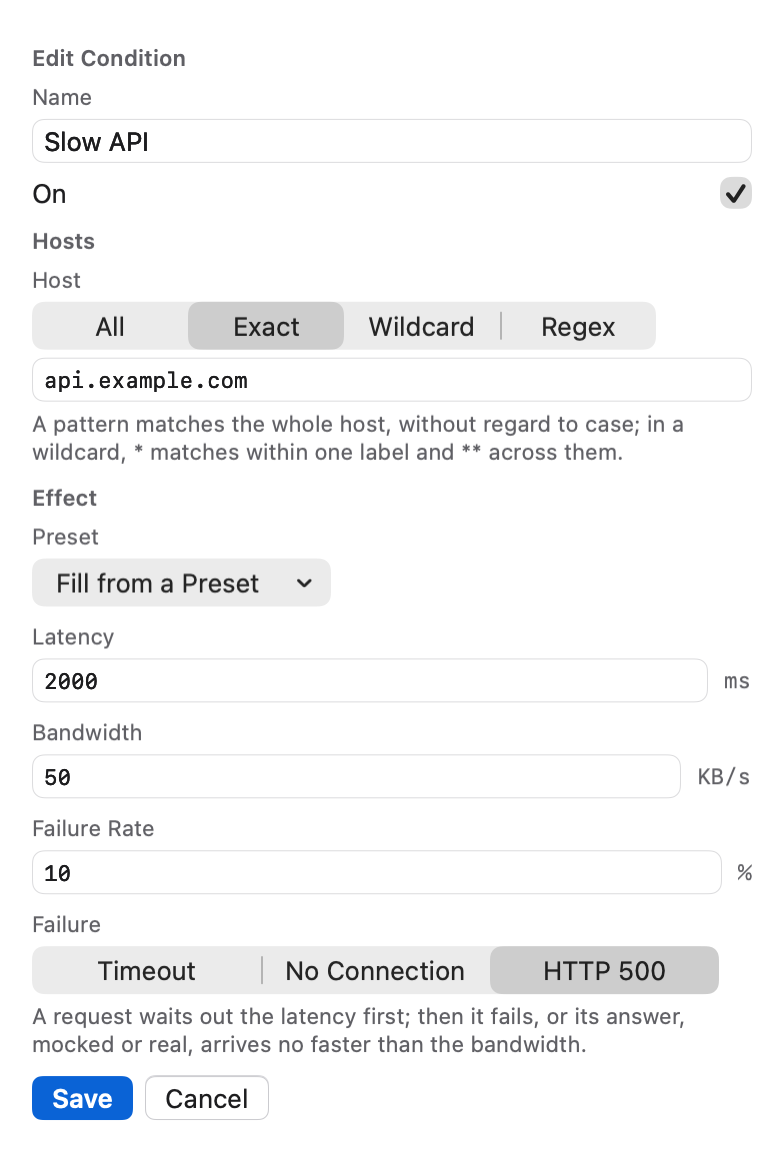 Edit Condition
Name
Slow API
On
Hosts
Host
All
Exact
Wildcard
Regex
api.example.com
A pattern matches the whole host, without regard to case; in a
wildcard, * matches within one label and ** across them.
Effect
Preset
Fill from a Preset
Latency
2000
ms
Bandwidth
50
KB/s
Failure Rate
10
%
Failure
Timeout
No Connection
HTTP 500
A request waits out the latency first; then it fails, or its answer,
mocked or real, arrives no faster than the bandwidth.
Save
Cancel